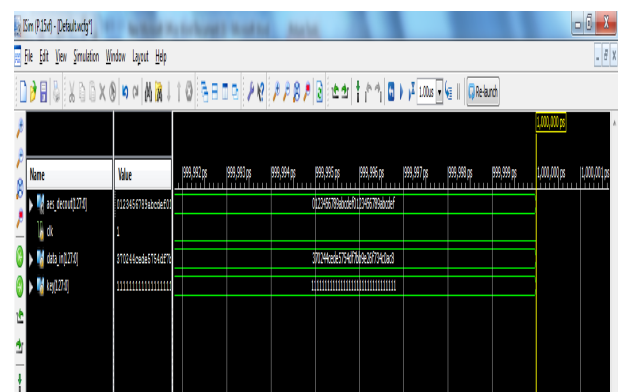 ISim (P.15xf) - [Default.wcfg*]
File Edit View Simulation Window Layout Help
1.00us Re-launch
1,000,000 ps
Name Value 999,992 ps 999,993 ps 999,994 ps 999,995 ps 999,996 ps 999,997 ps 999,998 ps 999,999 ps 1,000,000 ps 1,000,001 ps
aes_decout[127:0] 0123456789abcdef01 0123456789abcdef0123456789abcdef
clk 1
data_in[127:0]
key[127:0] 11111111111111111 11111111111111111111111111111111